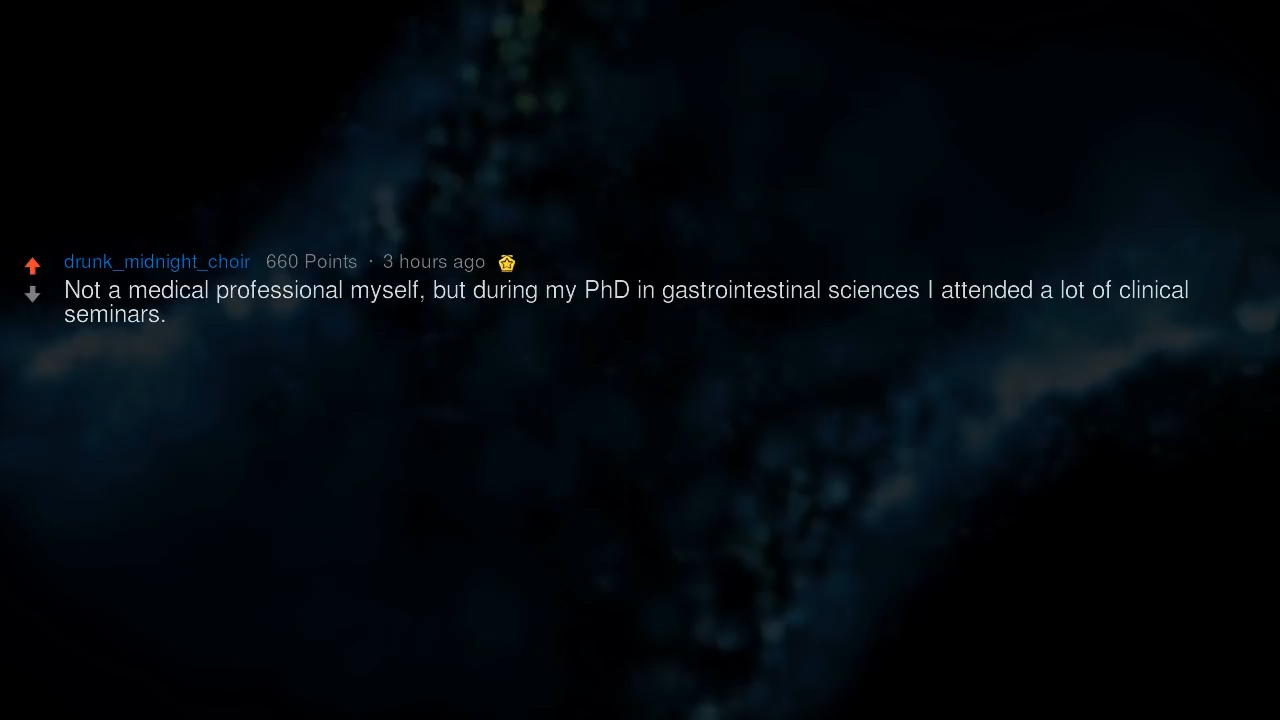 drunk_midnight_choir 660 Points · 3 hours ago
Not a medical professional myself, but during my PhD in gastrointestinal sciences I attended a lot of clinical
seminars.